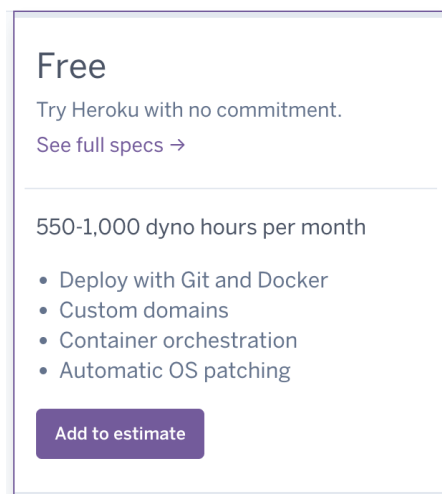 Free
Try Heroku with no commitment.
See full specs →
550-1,000 dyno hours per month
• Deploy with Git and Docker
• Custom domains
• Container orchestration
• Automatic OS patching
Add to estimate